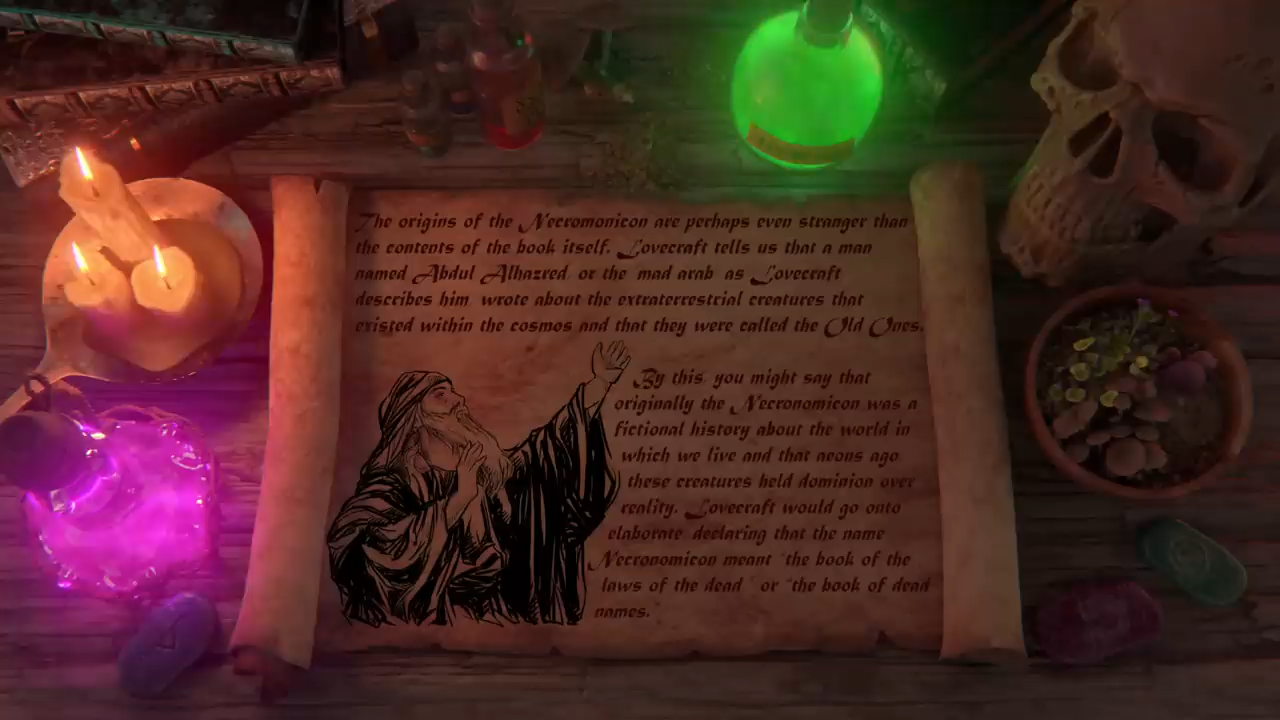 The origins of the Necromonicon are perhaps even stranger than
the contents of the book itself. Lovecraft tells us that a man
named Abdul Alhazred or the mad arab as Lovecraft
describes him wrote about the extraterrestrial creatures that
existed within the cosmos and that they were called the Old Ones.
By this you might say that
originally the Necronomicon was a
fictional history about the world in
which we live and that aeons ago
these creatures held dominion over
reality. Lovecraft would go onto
elaborate declaring that the name
Necronomicon meant "the book of the
laws of the dead" or "the book of dead
names."